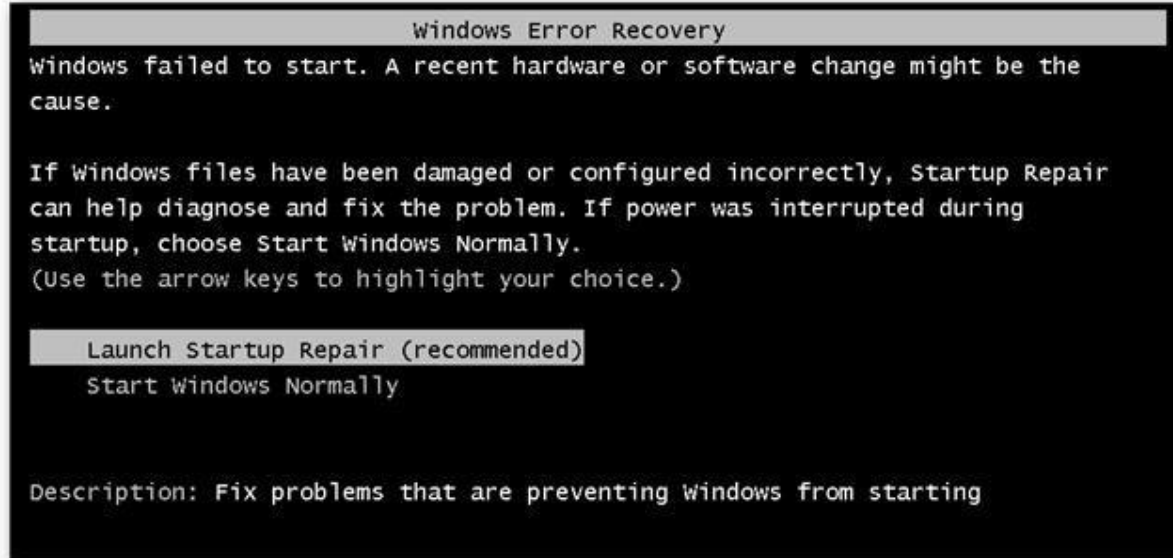 Windows Error Recovery
Windows failed to start. A recent hardware or software change might be the
cause.
If Windows files have been damaged or configured incorrectly, Startup Repair
can help diagnose and fix the problem. If power was interrupted during
startup, choose Start Windows Normally.
(Use the arrow keys to highlight your choice.)
Launch Startup Repair (recommended)
Start Windows Normally
Description: Fix problems that are preventing Windows from starting